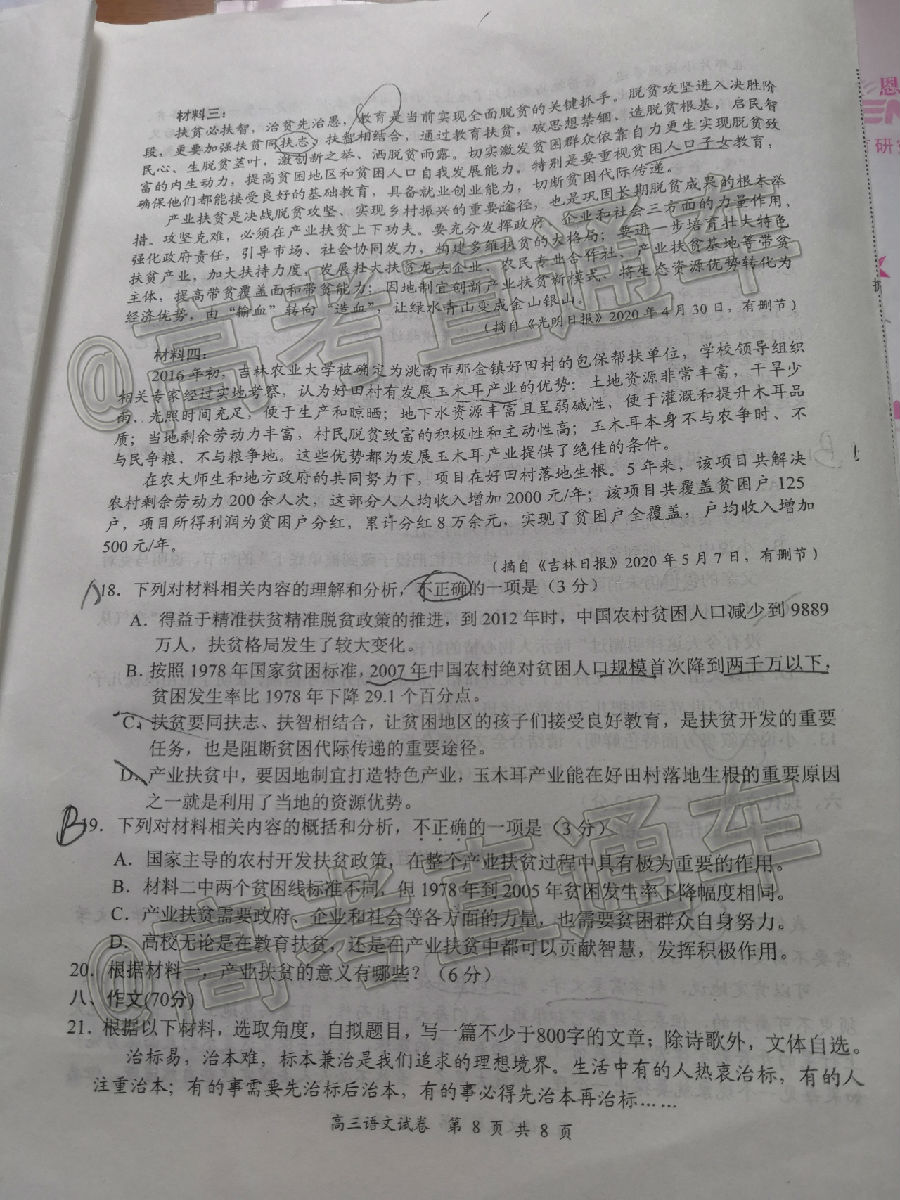 材料三：
扶贫必扶智，治贫先治愚，教育是当前实现全面脱贫的关键抓手。脱贫攻坚进入决胜阶
段，更要加强扶贫同扶志、扶智相结合，通过教育扶贫，破思想禁锢、造脱贫根基，启民智
民心、生脱贫茎叶，激创新之举、洒脱贫雨露。切实激发贫困群众依靠自力更生实现脱贫致
富的内生动力，提高贫困地区和贫困人口自我发展能力。特别是要重视贫困人口子女教育，
确保他们都能接受良好的基础教育，具备就业创业能力，切断贫困代际传递。
产业扶贫是决战脱贫攻坚、实现乡村振兴的重要途径，也是巩固长期脱贫成果的根本举
措。攻坚克难，必须在产业扶贫上下功夫。要充分发挥政府、企业和社会三方面的力量作用、
强化政府责任，引导市场、社会协同发力，构建多维扶贫的大格局；要进一步培育壮大特色
扶贫产业，加大扶持力度，发展壮大扶贫龙头企业、农民专业合作社、产业扶贫基地等带贫
主体，提高带贫覆盖面和带贫能力；因地制宜创新产业扶贫新模式，将生态资源优势转化为
经济优势，由“输血”转向“造血”，让绿水青山变成金山银山。
（摘自《光明日报》2020年4月30日，有删节）
材料四：
2016年初，吉林农业大学被确定为洮南市那金镇好田村的包保帮扶单位，学校领导组织
相关专家经过实地考察，认为好田村有发展玉木耳产业的优势：土地资源非常丰富，干旱少
雨，光照时间充足，便于生产和晾晒；地下水资源丰富且呈弱碱性，便于灌溉和提升木耳品
质；当地剩余劳动力丰富，村民脱贫致富的积极性和主动性高；玉木耳本身不与农争时、不
与民争粮、不与粮争地。这些优势都为发展玉木耳产业提供了绝佳的条件。
在农大师生和地方政府的共同努力下，项目在好田村落地生根。5年来，该项目共解决
农村剩余劳动力200余人次，这部分人人均收入增加2000元/年；该项目共覆盖贫困户125
户，项目所得利润为贫困户分红，累计分红8万余元，实现了贫困户全覆盖，户均收入增加
500元/年。
（摘自《吉林日报》2020年5月7日，有删节）
A 18．下列对材料相关内容的理解和分析，不正确的一项是（3分）
A．得益于精准扶贫精准脱贫政策的推进，到2012年时，中国农村贫困人口减少到9889
万人，扶贫格局发生了较大变化。
B．按照1978年国家贫困标准，2007年中国农村绝对贫困人口规模首次降到两千万以下，
贫困发生率比1978年下降29.1个百分点。
C．扶贫要同扶志、扶智相结合，让贫困地区的孩子们接受良好教育，是扶贫开发的重要
任务，也是阻断贫困代际传递的重要途径。
D．产业扶贫中，要因地制宜打造特色产业，玉木耳产业能在好田村落地生根的重要原因
之一就是利用了当地的资源优势。
B 19．下列对材料相关内容的概括和分析，不正确的一项是（3分）
A．国家主导的农村开发扶贫政策，在整个产业扶贫过程中具有极为重要的作用。
B．材料二中两个贫困线标准不同，但1978年到2005年贫困发生率下降幅度相同。
C．产业扶贫需要政府、企业和社会等各方面的力量，也需要贫困群众自身努力。
D．高校无论是在教育扶贫，还是在产业扶贫中都可以贡献智慧，发挥积极作用。
20．根据材料一，产业扶贫的意义有哪些？（6分）
八、作文(70分)
21．根据以下材料，选取角度，自拟题目，写一篇不少于800字的文章；除诗歌外，文体自选。
治标易，治本难，标本兼治是我们追求的理想境界。生活中有的人热衷治标，有的人
注重治本；有的事需要先治标后治本，有的事必得先治本再治标……
高三语文试卷 第8页共8页
@高考直通车
@高考直通车